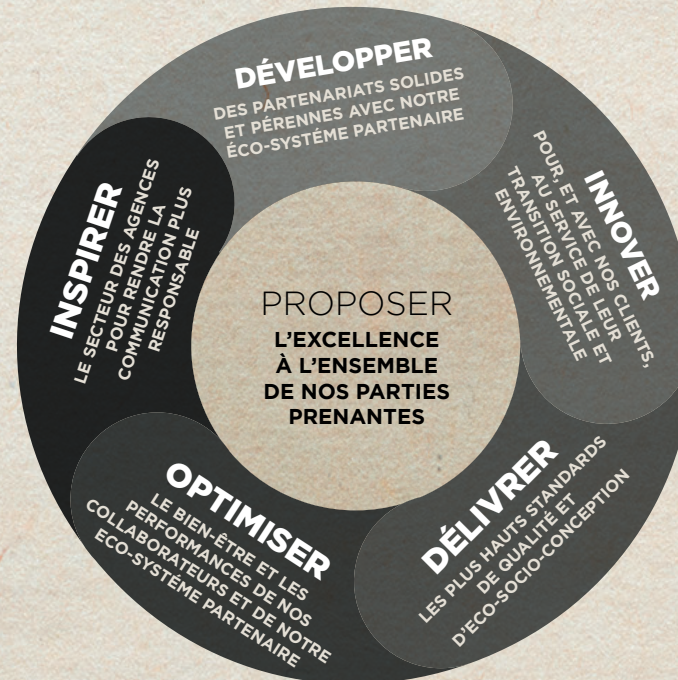 DÉVELOPPER
DES PARTENARIATS SOLIDES
ET PÉRENNES AVEC NOTRE
ÉCO-SYSTÉME PARTENAIRE
INNOVER
POUR, ET AVEC NOS CLIENTS,
AU SERVICE DE LEUR
TRANSITION SOCIALE ET
ENVIRONNEMENTALE
DÉLIVRER
LES PLUS HAUTS STANDARDS
DE QUALITÉ ET
D'ECO-SOCIO-CONCEPTION
OPTIMISER
LE BIEN-ÊTRE ET LES
PERFORMANCES DE NOS
COLLABORATEURS ET DE NOTRE
ECO-SYSTÉME PARTENAIRE
INSPIRER
LE SECTEUR DES AGENCES
POUR RENDRE LA
COMMUNICATION PLUS
RESPONSABLE
PROPOSER
L'EXCELLENCE
À L'ENSEMBLE
DE NOS PARTIES
PRENANTES